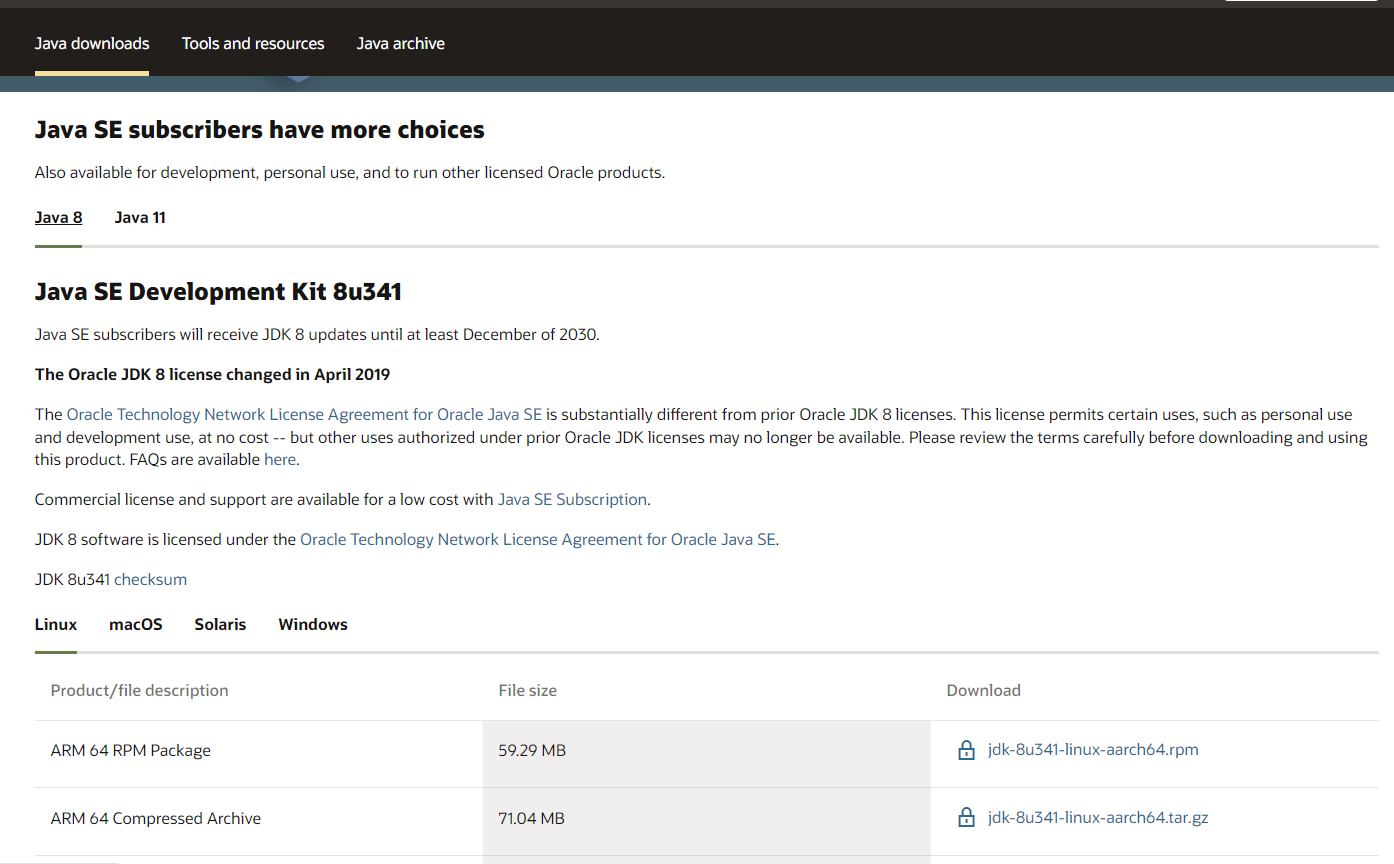 Java downloads Tools and resources Java archive
Java SE subscribers have more choices
Also available for development, personal use, and to run other licensed Oracle products.
Java 8 Java 11
Java SE Development Kit 8u341
Java SE subscribers will receive JDK 8 updates until at least December of 2030.
The Oracle JDK 8 license changed in April 2019
The Oracle Technology Network License Agreement for Oracle Java SE is substantially different from prior Oracle JDK 8 licenses. This license permits certain uses, such as personal use
and development use, at no cost -- but other uses authorized under prior Oracle JDK licenses may no longer be available. Please review the terms carefully before downloading and using
this product. FAQs are available here.
Commercial license and support are available for a low cost with Java SE Subscription.
JDK 8 software is licensed under the Oracle Technology Network License Agreement for Oracle Java SE.
JDK 8u341 checksum
Linux macOS Solaris Windows
Product/file description File size Download
ARM 64 RPM Package 59.29 MB jdk-8u341-linux-aarch64.rpm
ARM 64 Compressed Archive 71.04 MB jdk-8u341-linux-aarch64.tar.gz